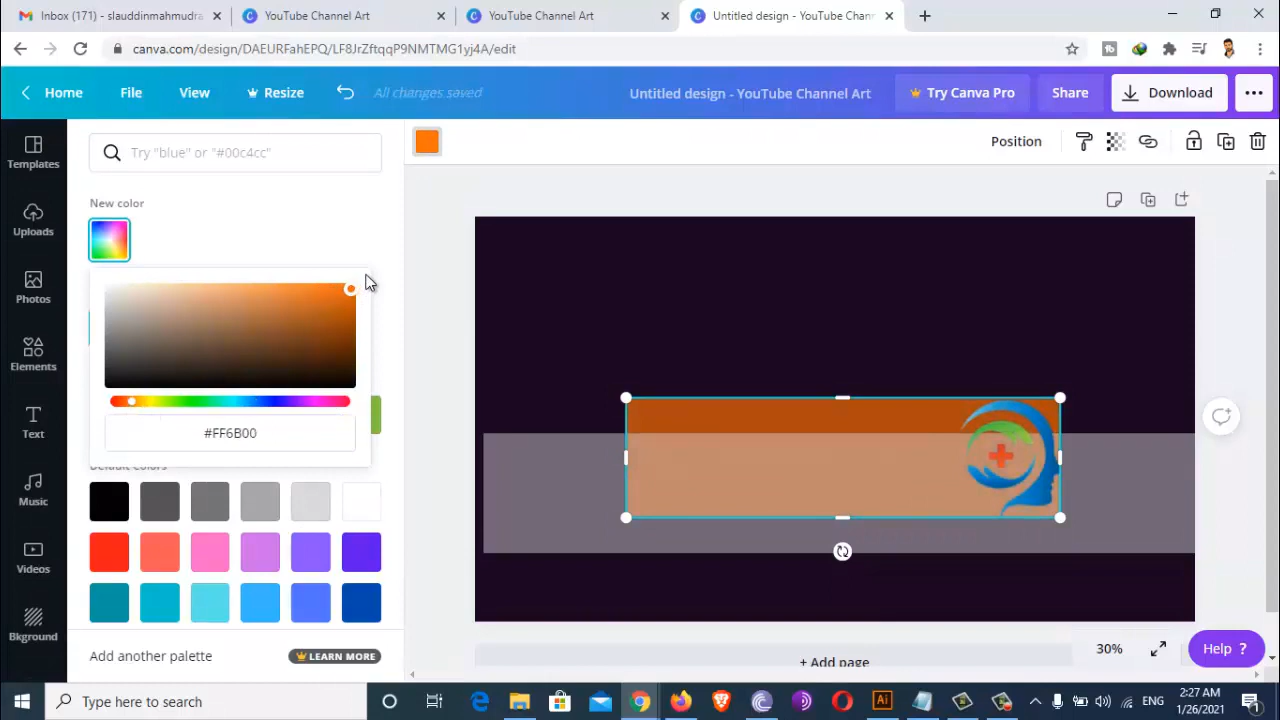 Inbox (171) - slauddinmahmudra
YouTube Channel Art
YouTube Channel Art
Untitled design - YouTube Chann
canva.com/design/DAEURFahEPQ/LF8JrZftqqP9NMTMG1yj4A/edit
Home
File
View
Resize
All changes saved
Untitled design - YouTube Channel Art
Try Canva Pro
Share
Download
Templates
Uploads
Photos
Elements
Text
Music
Videos
Bkground
Try "blue" or "#00c4cc"
New color
#FF6B00
Default Colors
Add another palette
LEARN MORE
Position
+ Add page
30%
Help ?
Type here to search
ENG
2:27 AM
1/26/2021